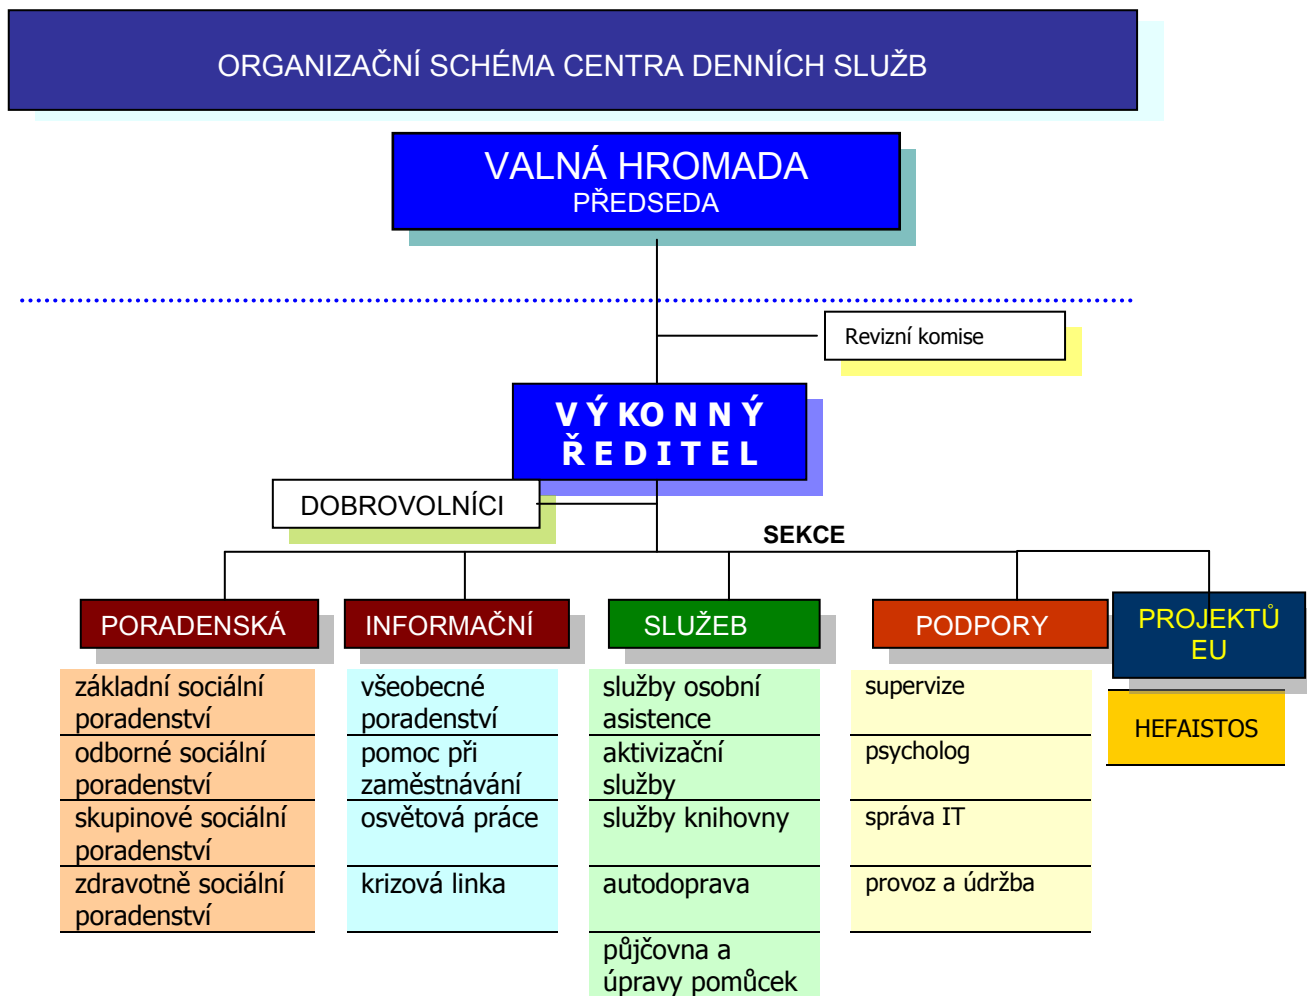 ORGANIZAČNÍ SCHÉMA CENTRA DENNÍCH SLUŽB
VALNÁ HROMADA
PŘEDSEDA
Revizní komise
VÝKONNÝ
ŘEDITEL
DOBROVOLNÍCI
SEKCE
PORADENSKÁ
základní sociální
poradenství
odborné sociální
poradenství
skupinové sociální
poradenství
zdravotně sociální
poradenství
INFORMAČNÍ
všeobecné
poradenství
pomoc při
zaměstnávání
osvětová práce
krizová linka
SLUŽEB
služby osobní
asistence
aktivizační
služby
služby knihovny
autodoprava
půjčovna a
úpravy pomůcek
PODPORY
supervize
psycholog
správa IT
provoz a údržba
PROJEKTŮ
EU
HEFAISTOS